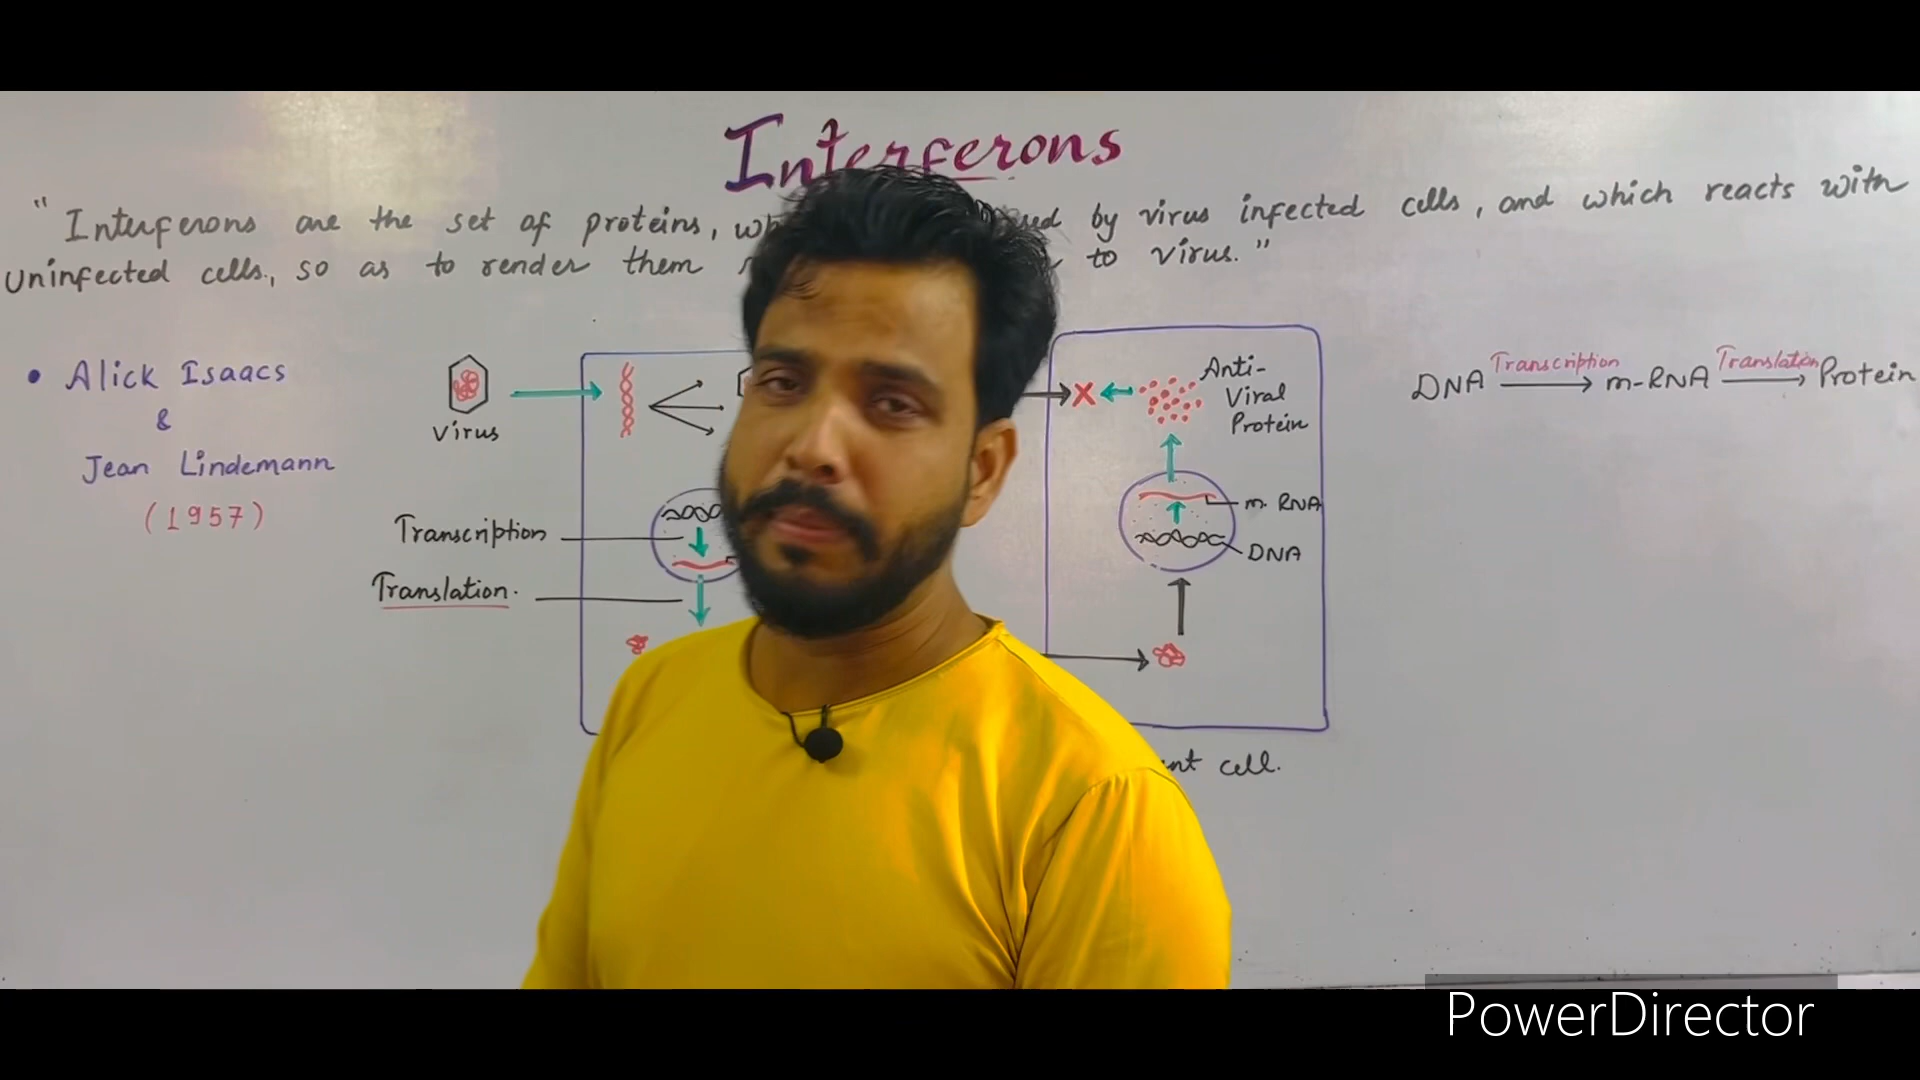 Interferons
" Interferons are the set of proteins, by virus infected cells, and which reacts with
uninfected cells, so as to render them to virus."
• Alick Isaacs
&
Jean Lindemann
(1957)
Virus
Transcription
Translation.
Anti-
Viral
Protein
m-RNA
DNA
cell.
DNA Transcription m-RNA Translation Protein
PowerDirector